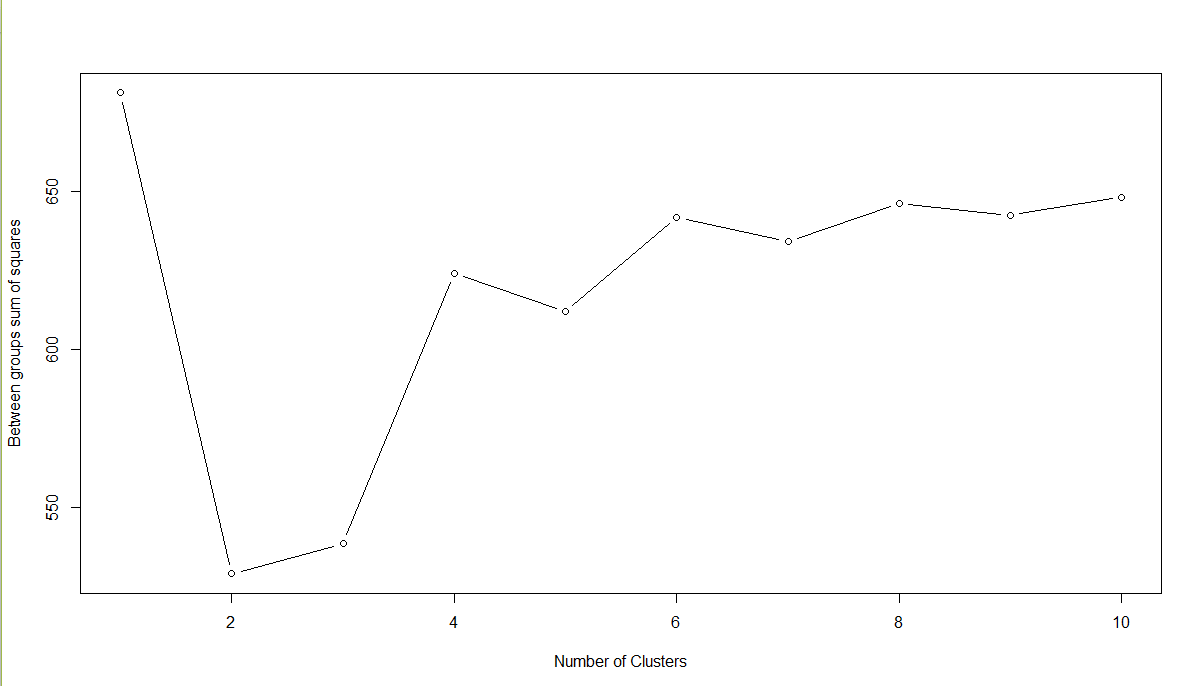 Between groups sum of squares
650
600
550
2 4 6 8 10
Number of Clusters